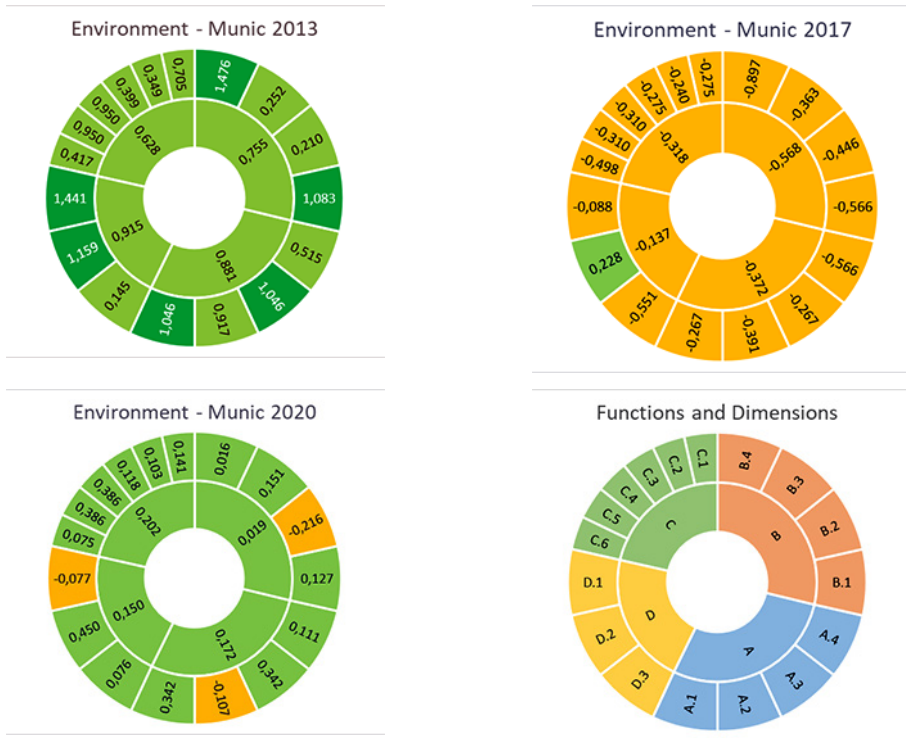 Environment - Munic 2013
1,476
0,252
0,210
1,083
0,515
1,046
0,917
1,046
0,145
1,159
1,441
0,417
0,950
0,950
0,399
0,349
0,705
0,755
0,881
0,915
0,628
Environment - Munic 2017
-0,897
-0,363
-0,446
-0,566
-0,566
-0,267
-0,391
-0,267
-0,551
0,228
-0,088
-0,498
-0,310
-0,310
-0,275
-0,240
-0,275
-0,568
-0,372
-0,137
-0,318
Environment - Munic 2020
0,016
0,151
-0,216
0,127
0,111
0,342
-0,107
0,342
0,076
0,450
-0,077
0,075
0,386
0,386
0,118
0,103
0,141
0,019
0,172
0,150
0,202
Functions and Dimensions
B.4
B.3
B.2
B.1
A.4
A.3
A.2
A.1
D.3
D.2
D.1
C.6
C.5
C.4
C.3
C.2
C.1
B
A
D
C